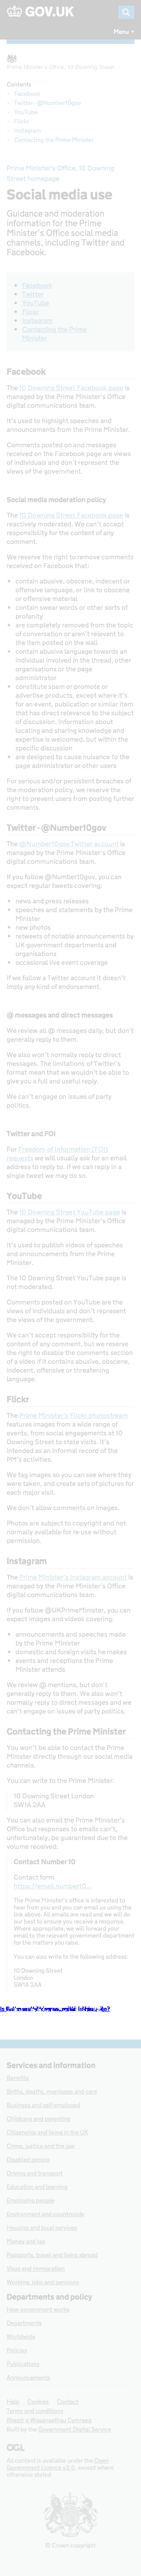 GOV.UK
Menu
Prime Minister's Office, 10 Downing Street
Contents
- Facebook
- Twitter - @Number10gov
- YouTube
- Flickr
- Instagram
- Contacting the Prime Minister
Prime Minister's Office, 10 Downing
Street homepage
Social media use
Guidance and moderation
information for the Prime
Minister's Office social media
channels, including Twitter and
Facebook.
• Facebook
• Twitter
• YouTube
• Flickr
• Instagram
• Contacting the Prime
Minister
Facebook
The 10 Downing Street Facebook page is
managed by the Prime Minister's Office
digital communications team.
It's used to highlight speeches and
announcements from the Prime Minister.
Comments posted on and received
through the Facebook page are views
of individuals and don't represent the
views of the government.
Social media moderation policy
The 10 Downing Street Facebook page is
reactively moderated. We can't accept
responsibility for the content of any
comment.
We reserve the right to remove comments
received on Facebook that:
• contain abusive, obscene, indecent or
offensive language, or link to obscene
or offensive material
• contain swear words or other sorts of
profanity
• are completely removed from the topic
of conversation or aren't relevant to
the item posted on the wall
• contain abusive language towards an
individual involved in the thread,
organisations or the page
administrator
• constitute spam or promote or
advertise products, except where it's
for an event, publication or similar item
that has direct relevance to the subject
of discussion. Information about
locating and sharing knowledge and
learning is welcomed, but within this
specific discussion
• are designed to cause nuisance to the
page administrator or other users
For serious and/or persistent breaches of
the moderation policy, we reserve the
right to prevent users from posting further
comments.
Twitter - @Number10gov
The @Number10gov Twitter account is
managed by the Prime Minister's Office
digital communications team.
If you follow @Number10gov, you can
expect regular tweets covering:
• news and press releases
• speeches and statements by the Prime
Minister
• new photos
• retweets of notable announcements by
UK government departments and
organisations
• occasional live event coverage
If we follow a Twitter account it doesn't
imply any kind of endorsement.
@ messages and direct messages
We review all @ messages daily, but don't
generally reply to them.
We also won't normally reply to direct
messages. The limitations of Twitter's
format mean that we wouldn't be able to
give you a full and useful reply.
We can't engage on issues of party
politics.
Twitter and FOI
For Freedom of Information (FOI)
requests we will usually ask for an email
address to reply to. If we can reply in a
single tweet we may do so.
YouTube
The 10 Downing Street YouTube page is
managed by the Prime Minister's Office
digital communications team.
It's used to publish videos of speeches
and announcements from the Prime
Minister.
The 10 Downing Street YouTube page is
not moderated.
Comments posted on YouTube are the
views of individuals and don't represent
the views of the government.
We can't accept responsibility for the
content of any comment, but we reserve
the right to close the comments section
or ban you if it contains abusive, obscene,
indecent, offensive or threatening
language.
Flickr
The Prime Minister's Flickr photostream
features images from a wide range of
events, from social engagements at 10
Downing Street to state visits. It's
intended as an informal record of the
PM's activities.
We tag images so you can see where they
were taken, and create sets of pictures for
each major visit.
We don't allow comments on images.
Photos are subject to copyright and not
normally available for re-use without
permission.
Instagram
The Prime Minister's Instagram account is
managed by the Prime Minister's Office
digital communications team.
If you follow @UKPrimeMinister, you can
expect images and videos covering:
• announcements and speeches made
by the Prime Minister
• domestic and foreign visits he makes
• events and receptions the Prime
Minister attends
We review @ mentions, but don't
generally reply to them. We also won't
normally reply to direct messages and we
can't engage on issues of party politics.
Contacting the Prime Minister
You won't be able to contact the Prime
Minister directly through our social media
channels.
You can write to the Prime Minister:
10 Downing Street London
SW1A 2AA
You can also email the Prime Minister's
Office but responses to emails can't,
unfortunately, be guaranteed due to the
volume received:
Contact Number 10
Contact form
https://email.number10...
The Prime Minister's office is interested to
hear from you and you can using the link
above. All emails are read and we will do
our best to ensure you receive a response.
Where appropriate, we will forward your
email to the relevant government department
for the matters you raise.
You can also write to the following address:
10 Downing Street
London
SW1A 2AA
Services and information
Benefits
Births, deaths, marriages and care
Business and self-employed
Childcare and parenting
Citizenship and living in the UK
Crime, justice and the law
Disabled people
Driving and transport
Education and learning
Employing people
Environment and countryside
Housing and local services
Money and tax
Passports, travel and living abroad
Visas and immigration
Working, jobs and pensions
Departments and policy
How government works
Departments
Worldwide
Policies
Publications
Announcements
Help Cookies Contact
Terms and conditions
Rhestr o Wasanaethau Cymraeg
Built by the Government Digital Service
OGL
All content is available under the Open
Government Licence v3.0, except where
otherwise stated
© Crown copyright